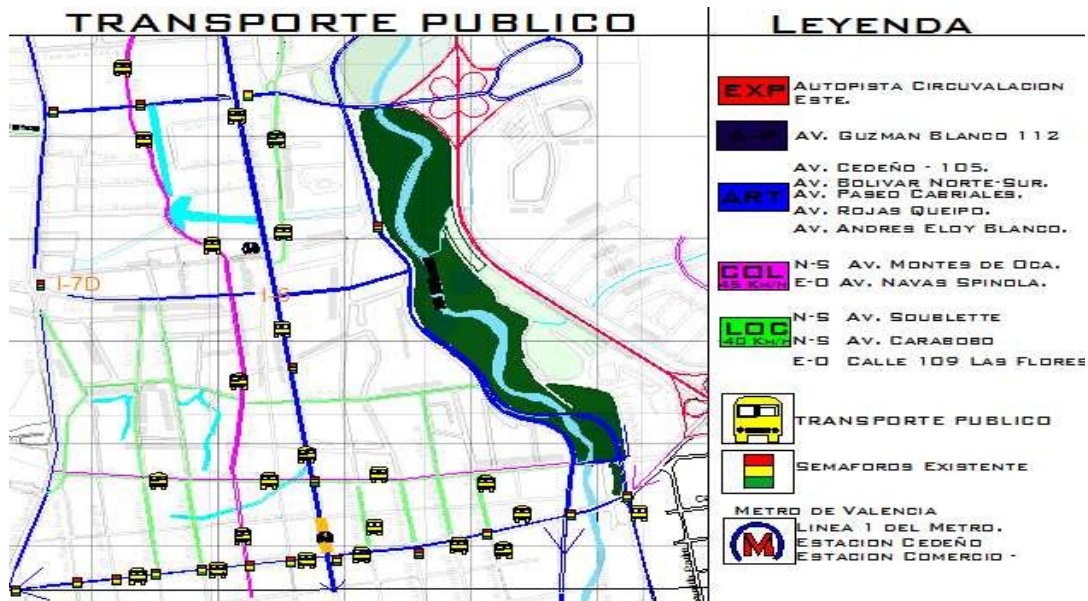 TRANSPORTE PUBLICO
LEYENDA
EXP
AUTOPISTA CIRCUVALACION
ESTE.
A-P
AV. GUZMAN BLANCO 112
ART
AV. CEDEÑO - 105.
AV. BOLIVAR NORTE-SUR.
AV. PASEO CABRIALES.
AV. ROJAS QUEIPO.
AV. ANDRES ELOY BLANCO.
COL
45 KM/H
N-S AV. MONTES DE OCA.
E-O AV. NAVAS SPINOLA.
LOC
40 KM/H
N-S AV. SOUBLETTE
N-S AV. CARABOBO
E-O CALLE 109 LAS FLORES
TRANSPORTE PUBLICO
SEMAFOROS EXISTENTE
METRO DE VALENCIA
M
LINEA 1 DEL METRO.
ESTACION CEDEÑO
ESTACION COMERCIO -
I-7D